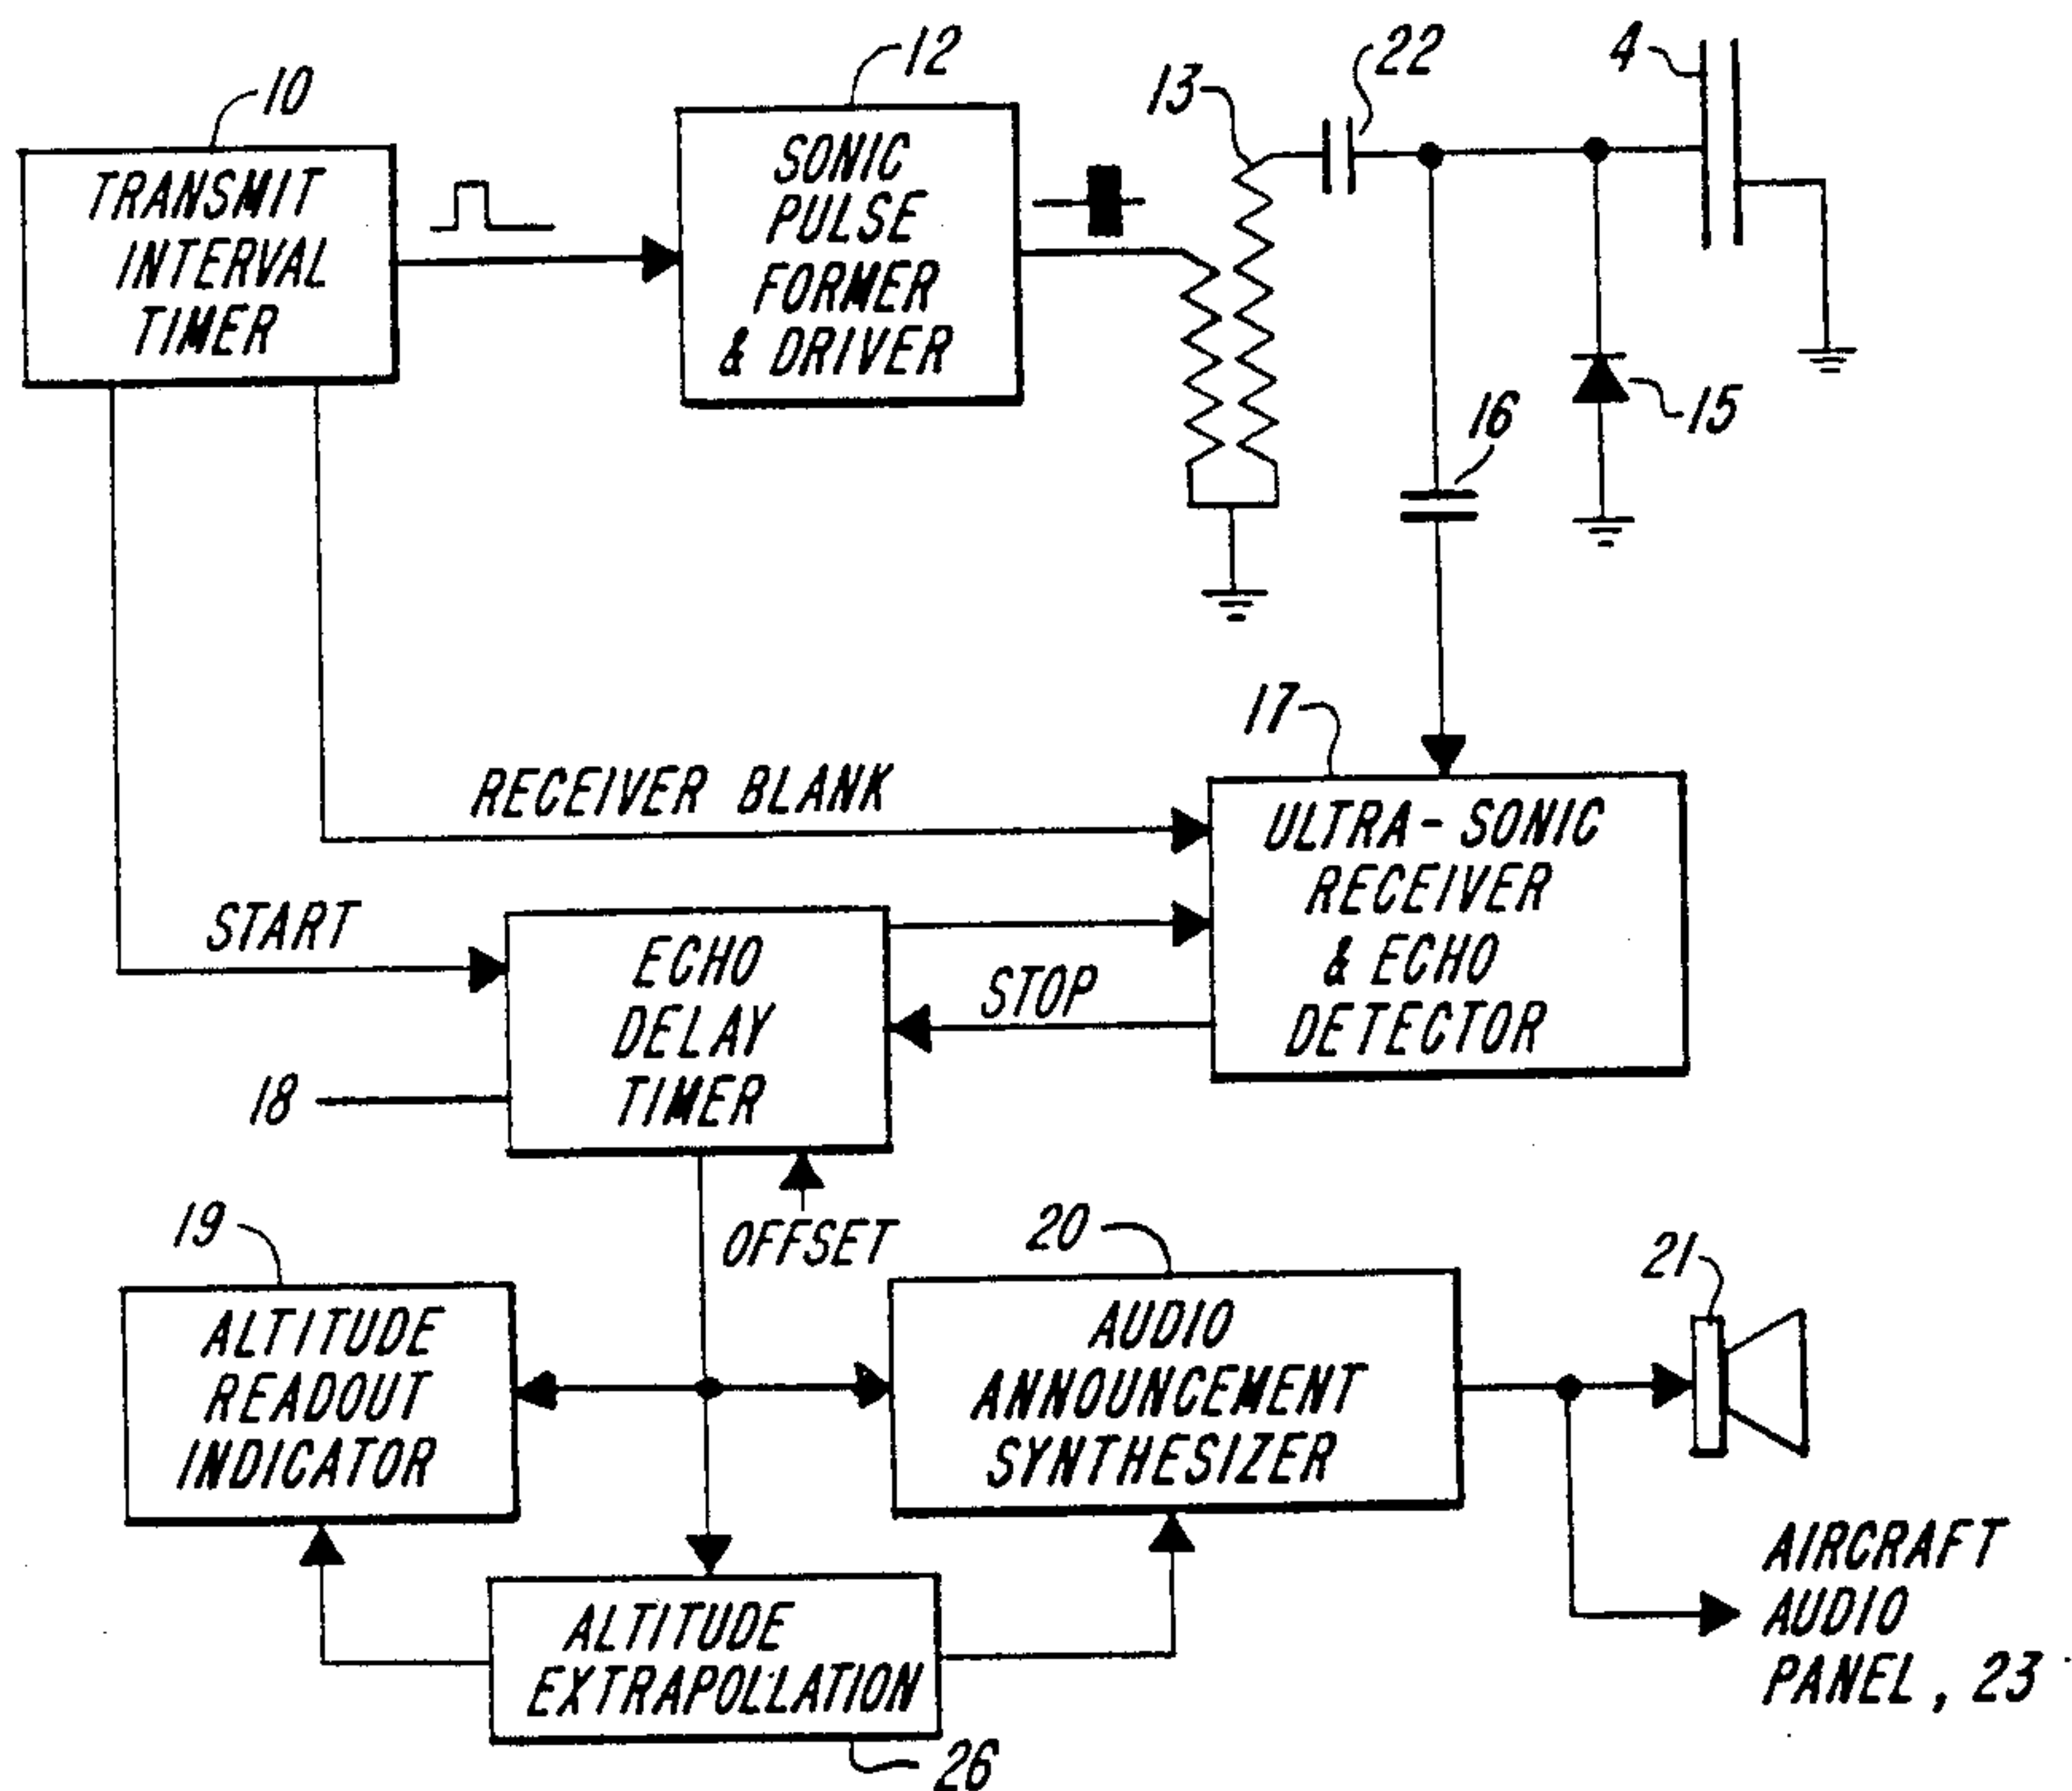 10
12
13
22
4
TRANSMIT
INTERVAL
TIMER
SONIC
PULSE
FORMER
& DRIVER
15
16
17
RECEIVER BLANK
ULTRA-SONIC
RECEIVER
& ECHO
DETECTOR
START
ECHO
DELAY
TIMER
STOP
18
OFFSET
19
20
21
ALTITUDE
READOUT
INDICATOR
AUDIO
ANNOUNCEMENT
SYNTHESIZER
AIRCRAFT
AUDIO
PANEL, 23
ALTITUDE
EXTRAPOLLATION
26